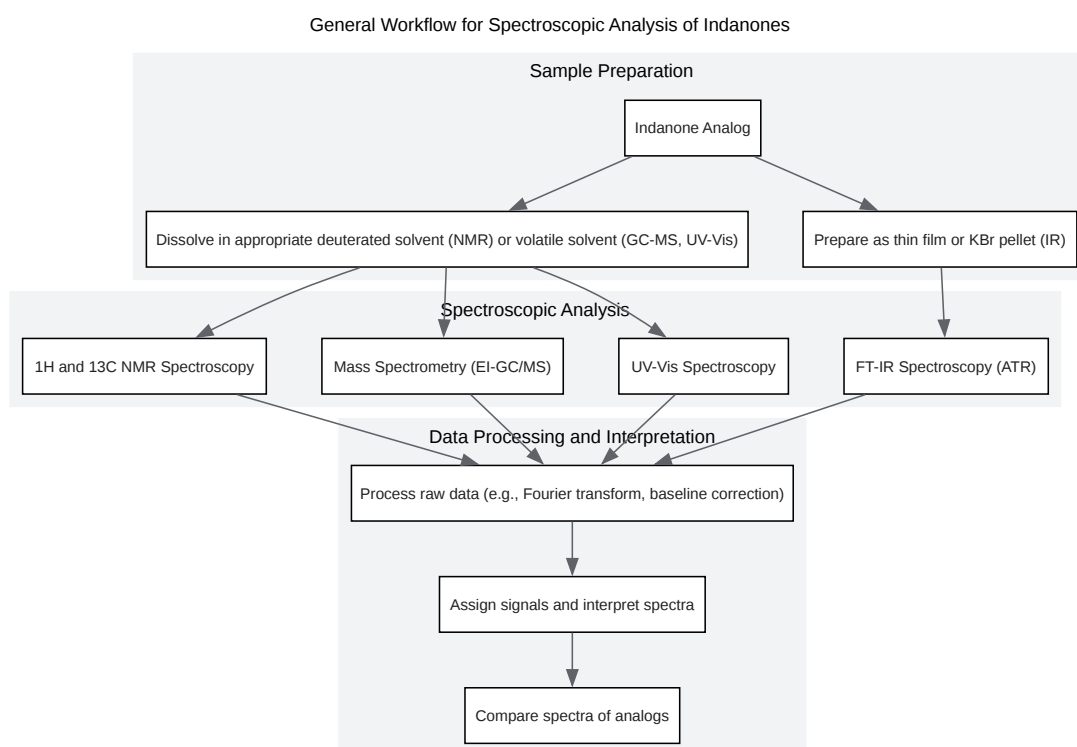 General Workflow for Spectroscopic Analysis of Indanones
Sample Preparation
Indanone Analog
Dissolve in appropriate deuterated solvent (NMR) or volatile solvent (GC-MS, UV-Vis)
Prepare as thin film or KBr pellet (IR)
Spectroscopic Analysis
1H and 13C NMR Spectroscopy
Mass Spectrometry (EI-GC/MS)
UV-Vis Spectroscopy
FT-IR Spectroscopy (ATR)
Data Processing and Interpretation
Process raw data (e.g., Fourier transform, baseline correction)
Assign signals and interpret spectra
Compare spectra of analogs